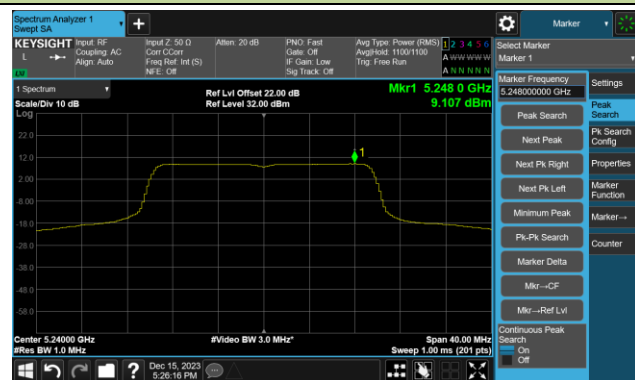 Spectrum Analyzer 1
Swept SA
+
Marker
KEYSIGHT
L
LW
Input: RF
Coupling: AC
Align: Auto
Input Z: 50 Ω
Corr CCorr
Freq Ref: Int (S)
NFE: Off
Atten: 20 dB
PNO: Fast
Gate: Off
IF Gain: Low
Sig Track: Off
Avg Type: Power (RMS)
Avg|Hold: 1100/1100
Trig: Free Run
1 2 3 4 5 6
A W W W W W
A N N N N N
Select Marker
Marker 1
1 Spectrum
Scale/Div 10 dB
Log
Ref Lvl Offset 22.00 dB
Ref Level 32.00 dBm
Mkr1 5.248 0 GHz
9.107 dBm
22.0
12.0
2.00
-8.00
-18.0
-28.0
-38.0
-48.0
-58.0
1
Center 5.24000 GHz
#Res BW 1.0 MHz
#Video BW 3.0 MHz*
Span 40.00 MHz
Sweep 1.00 ms (201 pts)
Marker Frequency
5.248000000 GHz
Peak Search
Next Peak
Next Pk Right
Next Pk Left
Minimum Peak
Pk-Pk Search
Marker Delta
Mkr→CF
Mkr→Ref Lvl
Continuous Peak
Search
On
Off
Settings
Peak
Search
Pk Search
Config
Properties
Marker
Function
Marker→
Counter
?
Dec 15, 2023
5:26:16 PM